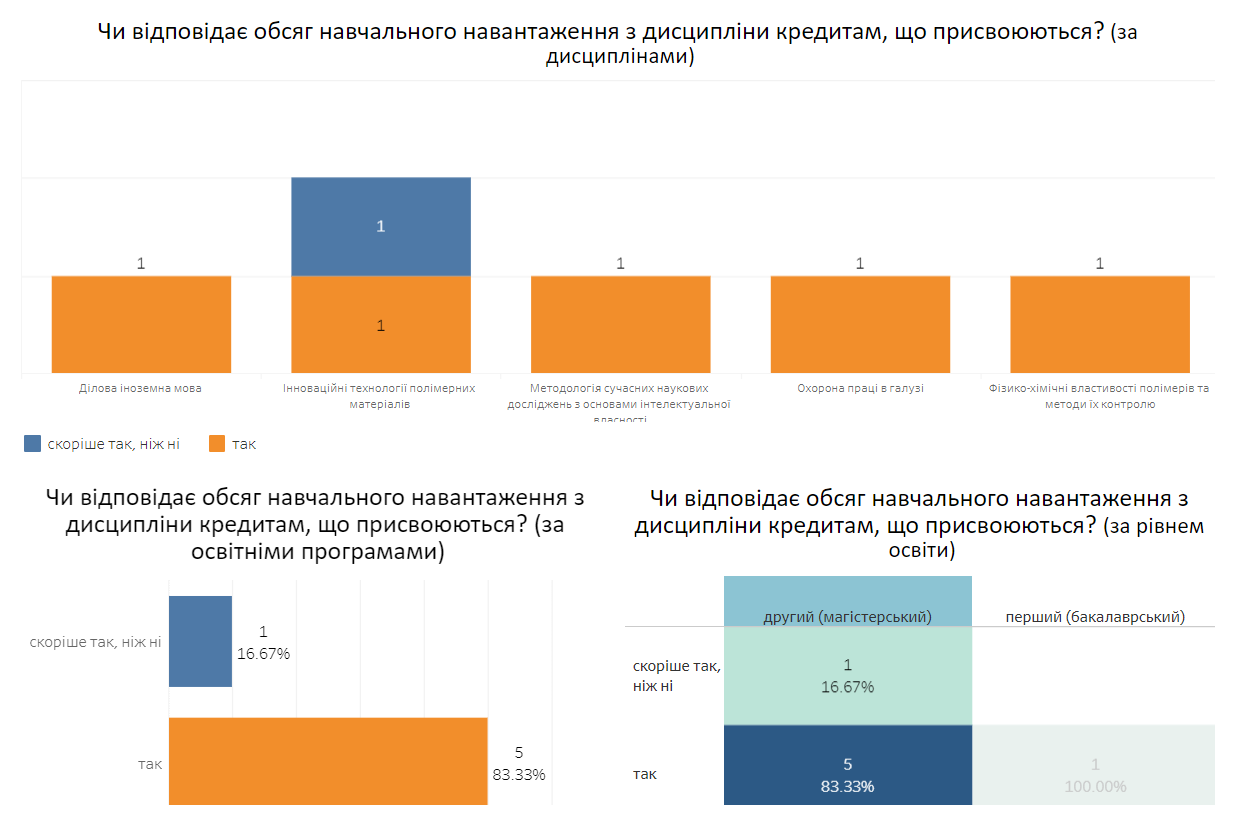 Чи відповідає обсяг навчального навантаження з дисципліни кредитам, що присвоюються? (за
дисциплінами)
1
1
1
1
1
1
Ділова іноземна мова
Інноваційні технології полімерних
матеріалів
Методологія сучасних наукових
досліджень з основами інтелектуальної
власності
Охорона праці в галузі
Фізико-хімічні властивості полімерів та
методи їх контролю
скоріше так, ніж ні
так
Чи відповідає обсяг навчального навантаження з
дисципліни кредитам, що присвоюються? (за
освітніми програмами)
скоріше так, ніж ні
1
16.67%
так
5
83.33%
Чи відповідає обсяг навчального навантаження з
дисципліни кредитам, що присвоюються? (за рівнем
освіти)
другий (магістерський)
перший (бакалаврський)
скоріше так,
ніж ні
1
16.67%
так
5
83.33%
1
100.00%